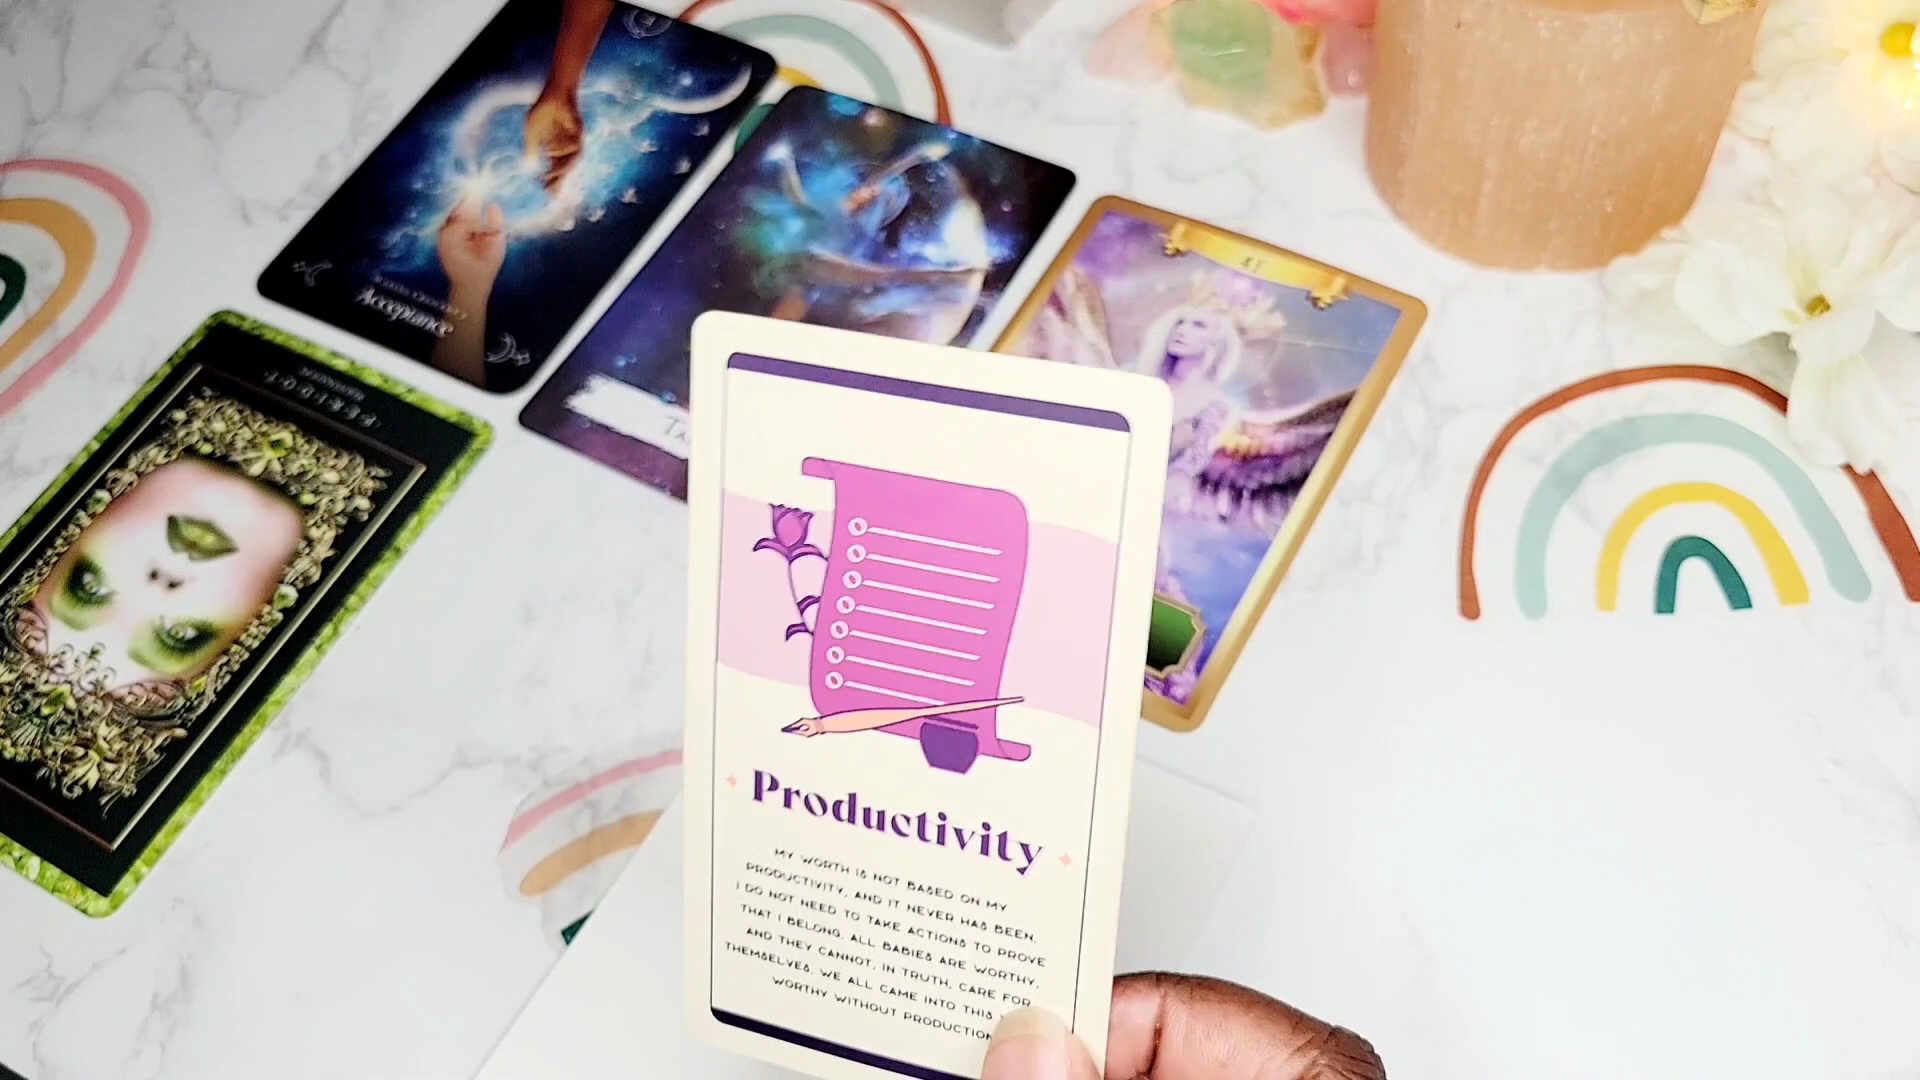 Acceptance
PERIDOT
41
Productivity
MY WORTH IS NOT BASED ON MY
PRODUCTIVITY, AND IT NEVER HAS BEEN.
I DO NOT NEED TO TAKE ACTIONS TO PROVE
THAT I BELONG. ALL BABIES ARE WORTHY,
AND THEY CANNOT, IN TRUTH, CARE FOR
THEMSELVES. WE ALL CAME INTO THIS
WORTHY WITHOUT PRODUCTION